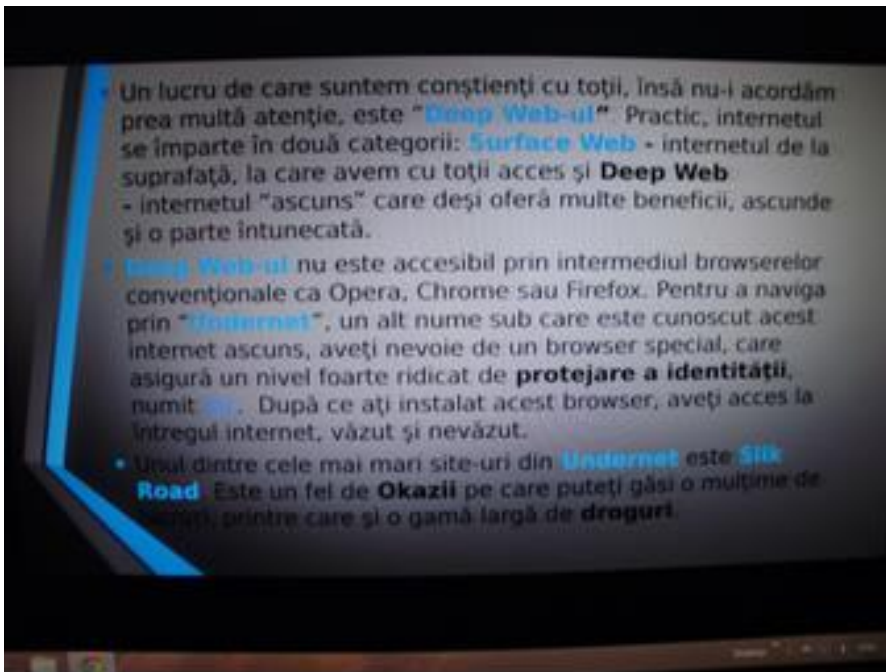 Un lucru de care suntem conştienţi cu toţii, însă nu-i acordăm
prea multă atenţie, este "Deep Web-ul" Practic, internetul
se împarte în două categorii: Surface Web - internetul de la
suprafaţă, la care avem cu toţii acces şi Deep Web
- internetul "ascuns" care deşi oferă multe beneficii, ascunde
şi o parte întunecată.
Deep Web-ul nu este accesibil prin intermediul browserelor
convenţionale ca Opera, Chrome sau Firefox. Pentru a naviga
prin "Undernet", un alt nume sub care este cunoscut acest
internet ascuns, aveţi nevoie de un browser special, care
asigură un nivel foarte ridicat de protejare a identităţii,
numit . După ce aţi instalat acest browser, aveţi acces la
întregul internet, văzut şi nevăzut.
Unul dintre cele mai mari site-uri din Undernet este Silk
Road Este un fel de Okazii pe care puteţi găsi o mulţime de
printre care şi o gamă largă de droguri.